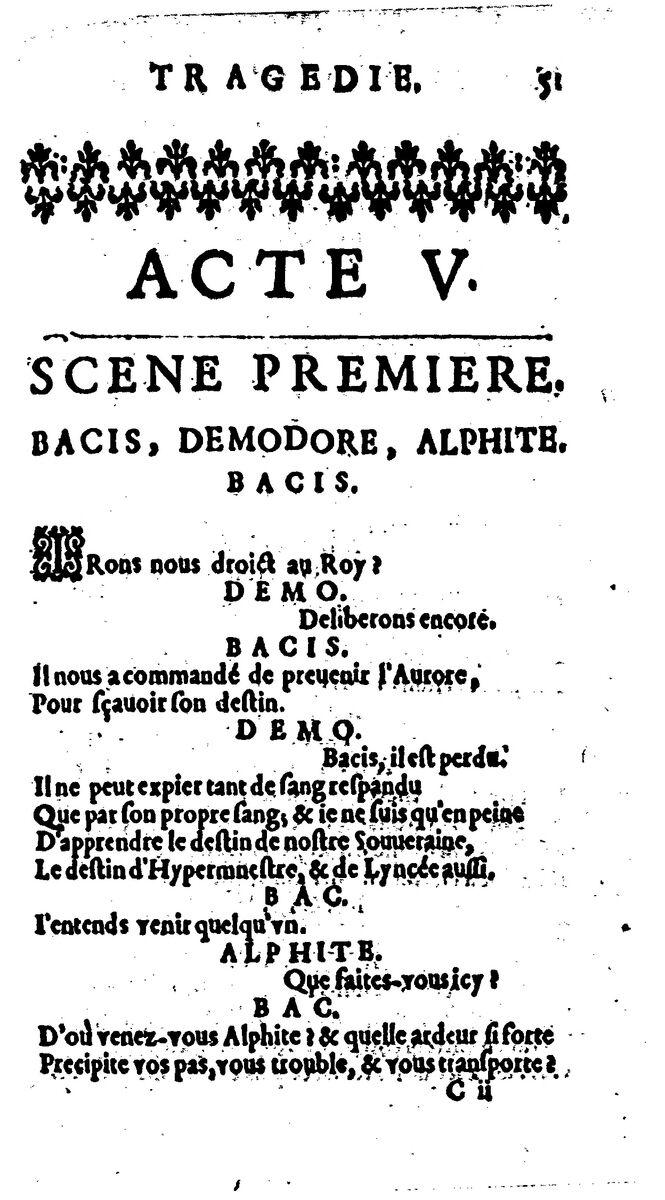 TRAGEDIE. 51
ACTE V.
SCENE PREMIERE.
BACIS, DEMODORE, ALPHITE.
BACIS.
IRons nous droict au Roy ?
DEMO.
Deliberons encore.
BACIS.
Il nous a commandé de preuenir l'Aurore,
Pour sçauoir son destin.
DEMO.
Bacis, il est perdu.
Il ne peut expier tant de sang respandu
Que par son propre sang, & ie ne suis qu'en peine
D'apprendre le destin de nostre Souueraine,
Le destin d'Hypermnestre, & de Lyncée aussi.
BAC.
I'entends venir quelqu'vn.
ALPHITE.
Que faites-vous icy ?
BAC.
D'où venez-vous Alphite ? & quelle ardeur si forte
Precipite vos pas, vous trouble, & vous transporte ?
C ii